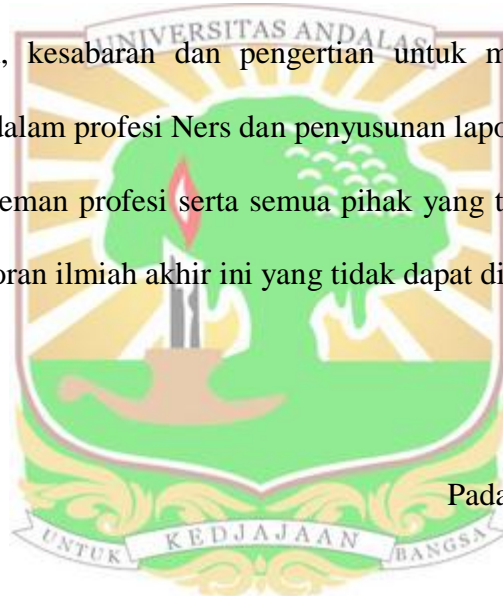 UNIVERSITAS ANDALAS
, kesabaran dan pengertian untuk m
dalam profesi Ners dan penyusunan lapo
eman profesi serta semua pihak yang t
oran ilmiah akhir ini yang tidak dapat di
Pada
UNTUK KEDJAJAAN BANGSA